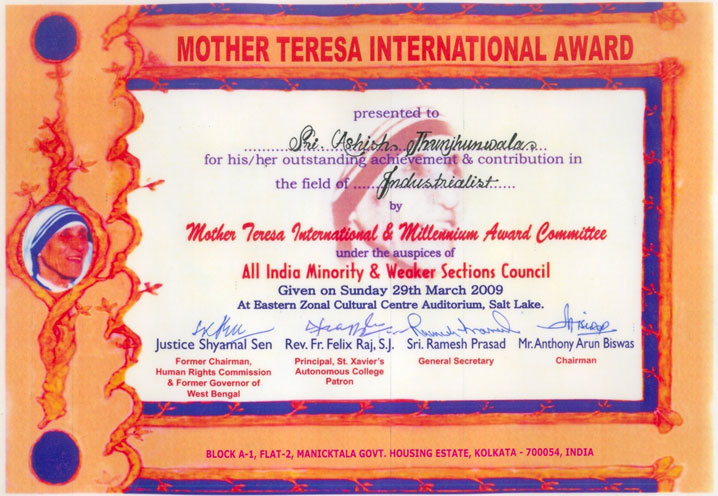 MOTHER TERESA INTERNATIONAL AWARD
presented to
Sri Ashish Jhunjhunwala
for his/her outstanding achievement & contribution in
the field of ......Industrialist......
by
Mother Teresa International & Millennium Award Committee
under the auspices of
All India Minority & Weaker Sections Council
Given on Sunday 29th March 2009
At Eastern Zonal Cultural Centre Auditorium, Salt Lake.
Justice Shyamal Sen
Former Chairman,
Human Rights Commission
& Former Governor of
West Bengal
Rev. Fr. Felix Raj, S.J.
Principal, St. Xavier's
Autonomous College
Patron
Sri. Ramesh Prasad
General Secretary
Mr. Anthony Arun Biswas
Chairman
BLOCK A-1, FLAT-2, MANICKTALA GOVT. HOUSING ESTATE, KOLKATA - 700054, INDIA